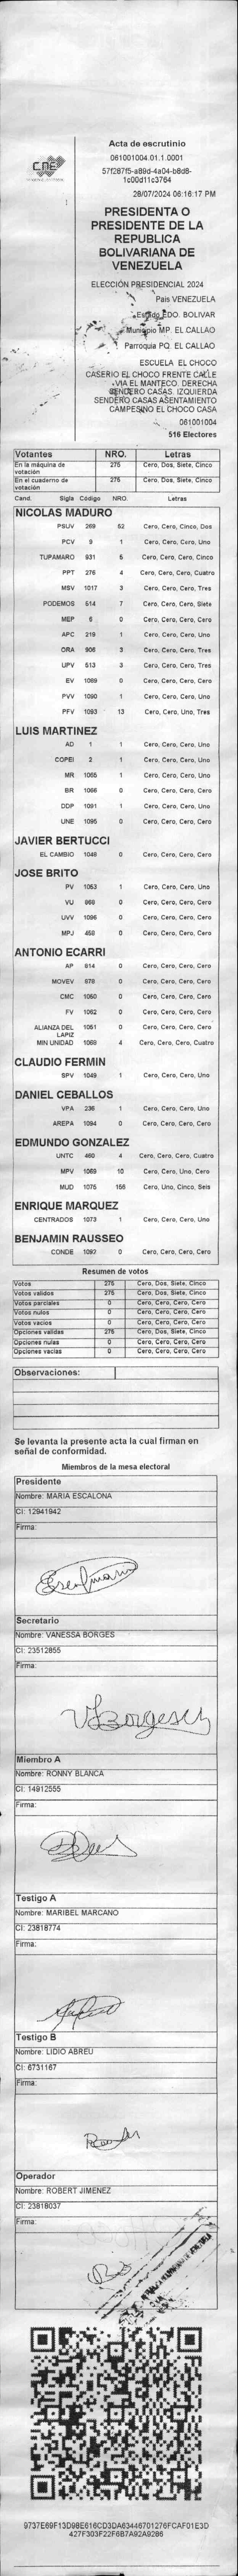 CNE
Acta de escrutinio
061001004.01.1.0001
57f287f5-a89d-4a04-b8d8-
1c00d11c3764
28/07/2024 06:16:17 PM
PRESIDENTA O
PRESIDENTE DE LA
REPUBLICA
BOLIVARIANA DE
VENEZUELA
ELECCIÓN PRESIDENCIAL 2024
Pais VENEZUELA
Estado EDO. BOLIVAR
Municipio MP. EL CALLAO
Parroquia PQ. EL CALLAO
ESCUELA EL CHOCO
CASERIO EL CHOCO FRENTE CALLE
VIA EL MANTECO. DERECHA
SENDERO CASAS. IZQUIERDA
SENDERO CASAS ASENTAMIENTO
CAMPESINO EL CHOCO CASA
061001004
516 Electores
Votantes NRO. Letras
En la máquina de votación 275 Cero, Dos, Siete, Cinco
En el cuaderno de votación 275 Cero, Dos, Siete, Cinco
Cand. Sigla Código NRO. Letras
NICOLAS MADURO
PSUV 269 52 Cero, Cero, Cinco, Dos
PCV 9 1 Cero, Cero, Cero, Uno
TUPAMARO 931 5 Cero, Cero, Cero, Cinco
PPT 276 4 Cero, Cero, Cero, Cuatro
MSV 1017 3 Cero, Cero, Cero, Tres
PODEMOS 514 7 Cero, Cero, Cero, Siete
MEP 6 0 Cero, Cero, Cero, Cero
APC 219 1 Cero, Cero, Cero, Uno
ORA 906 3 Cero, Cero, Cero, Tres
UPV 513 3 Cero, Cero, Cero, Tres
EV 1089 0 Cero, Cero, Cero, Cero
PVV 1090 1 Cero, Cero, Cero, Uno
PFV 1093 13 Cero, Cero, Uno, Tres
LUIS MARTINEZ
AD 1 1 Cero, Cero, Cero, Uno
COPEI 2 1 Cero, Cero, Cero, Uno
MR 1055 1 Cero, Cero, Cero, Uno
BR 1066 0 Cero, Cero, Cero, Cero
DDP 1091 1 Cero, Cero, Cero, Uno
UNE 1095 0 Cero, Cero, Cero, Cero
JAVIER BERTUCCI
EL CAMBIO 1048 0 Cero, Cero, Cero, Cero
JOSE BRITO
PV 1053 1 Cero, Cero, Cero, Uno
VU 868 0 Cero, Cero, Cero, Cero
UVV 1096 0 Cero, Cero, Cero, Cero
MPJ 458 0 Cero, Cero, Cero, Cero
ANTONIO ECARRI
AP 814 0 Cero, Cero, Cero, Cero
MOVEV 878 0 Cero, Cero, Cero, Cero
CMC 1050 0 Cero, Cero, Cero, Cero
FV 1062 0 Cero, Cero, Cero, Cero
ALIANZA DEL LAPIZ 1051 0 Cero, Cero, Cero, Cero
MIN UNIDAD 1058 4 Cero, Cero, Cero, Cuatro
CLAUDIO FERMIN
SPV 1049 1 Cero, Cero, Cero, Uno
DANIEL CEBALLOS
VPA 236 1 Cero, Cero, Cero, Uno
AREPA 1094 0 Cero, Cero, Cero, Cero
EDMUNDO GONZALEZ
UNTC 460 4 Cero, Cero, Cero, Cuatro
MPV 1069 10 Cero, Cero, Uno, Cero
MUD 1075 156 Cero, Uno, Cinco, Seis
ENRIQUE MARQUEZ
CENTRADOS 1073 1 Cero, Cero, Cero, Uno
BENJAMIN RAUSSEO
CONDE 1092 0 Cero, Cero, Cero, Cero
Resumen de votos
Votos 275 Cero, Dos, Siete, Cinco
Votos validos 275 Cero, Dos, Siete, Cinco
Votos parciales 0 Cero, Cero, Cero, Cero
Votos nulos 0 Cero, Cero, Cero, Cero
Votos vacios 0 Cero, Cero, Cero, Cero
Opciones validas 275 Cero, Dos, Siete, Cinco
Opciones nulas 0 Cero, Cero, Cero, Cero
Opciones vacias 0 Cero, Cero, Cero, Cero
Observaciones:
Se levanta la presente acta la cual firman en
señal de conformidad.
Miembros de la mesa electoral
Presidente
Nombre: MARIA ESCALONA
CI: 12941942
Firma:
Secretario
Nombre: VANESSA BORGES
CI: 23512855
Firma:
Miembro A
Nombre: RONNY BLANCA
CI: 14912555
Firma:
Testigo A
Nombre: MARIBEL MARCANO
CI: 23818774
Firma:
Testigo B
Nombre: LIDIO ABREU
CI: 6731167
Firma:
Operador
Nombre: ROBERT JIMENEZ
CI: 23818037
Firma:
9737E69F13D98E616CD3DA63446701276FCAF01E3D
427F303F22F6B7A92A9286